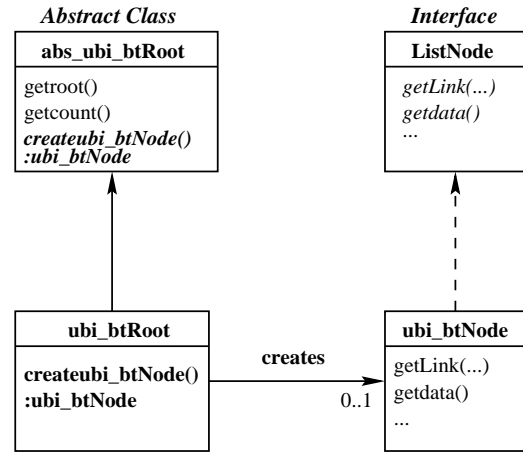 Abstract Class
abs_ubi_btRoot
getroot()
getcount()
createubi_btNode()
:ubi_btNode
Interface
ListNode
getLink(...)
getdata()
...
ubi_btRoot
createubi_btNode()
:ubi_btNode
creates
0..1
ubi_btNode
getLink(...)
getdata()
...